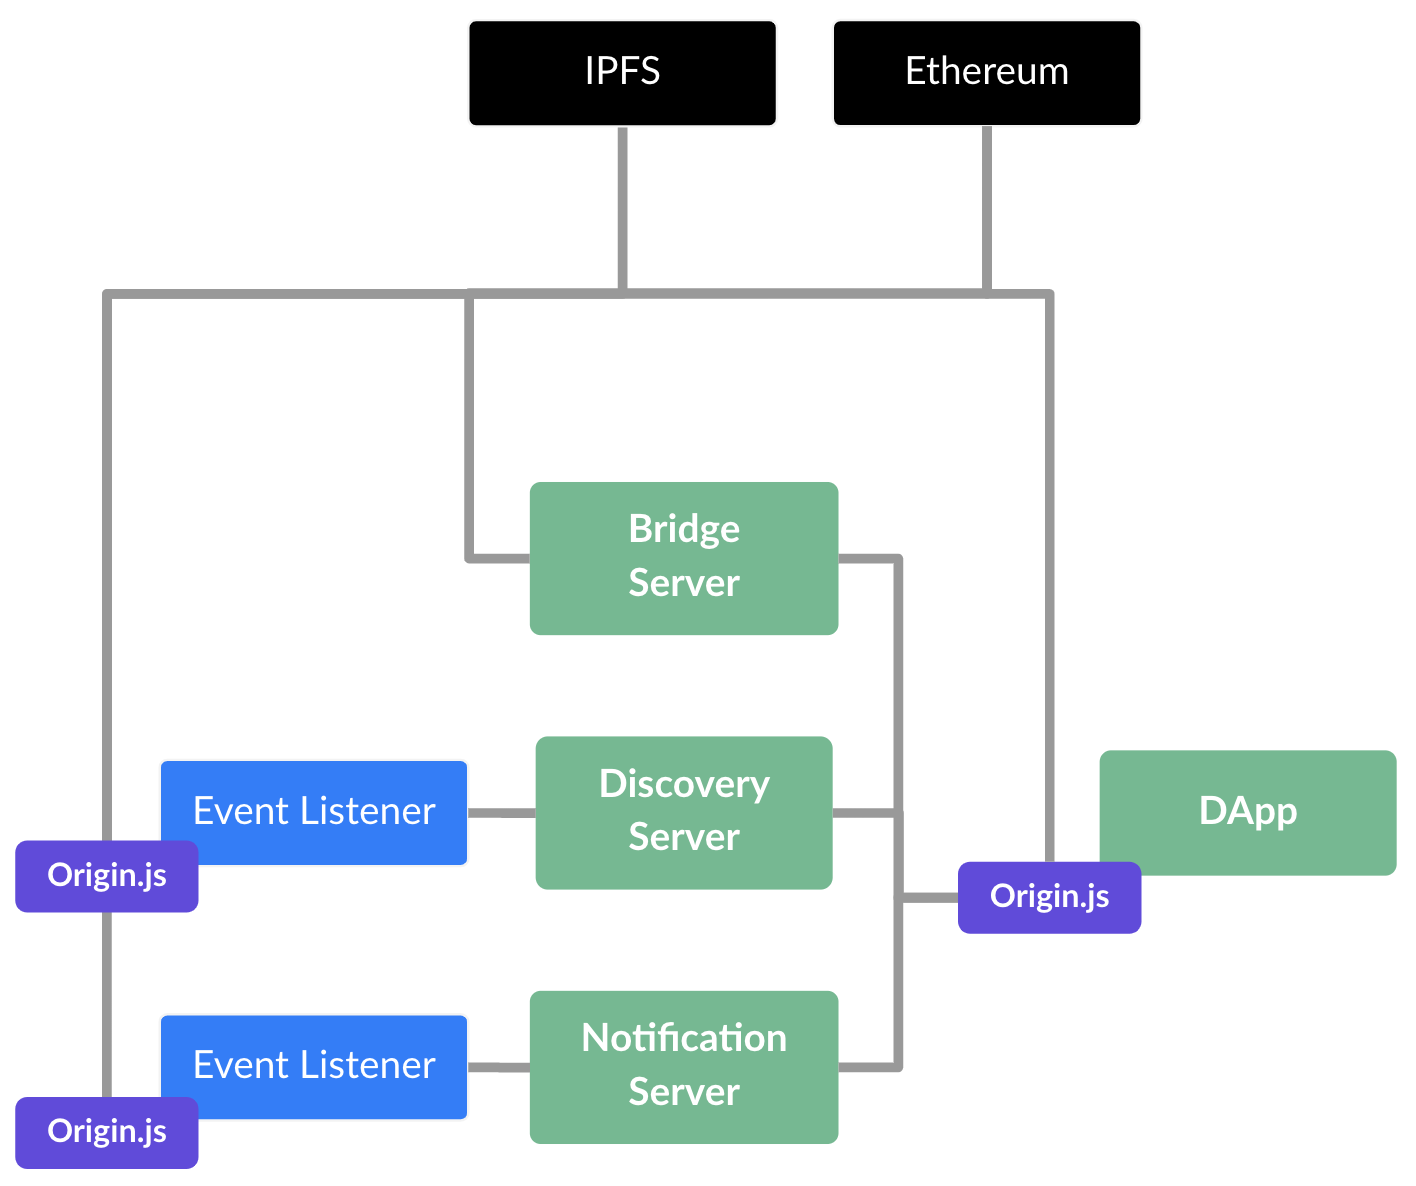 IPFS
Ethereum
Bridge
Server
Event Listener
Discovery
Server
DApp
Origin.js
Origin.js
Event Listener
Notification
Server
Origin.js